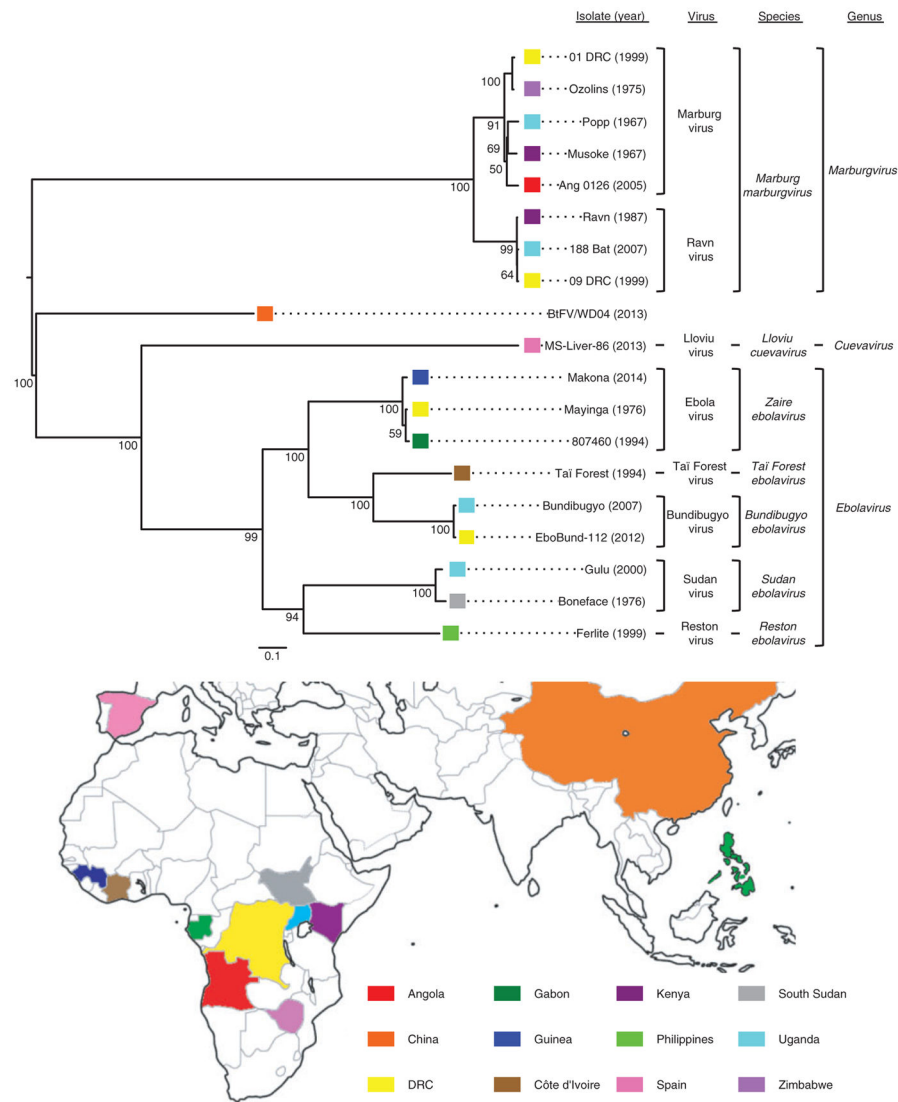 Isolate (year) Virus Species Genus
01 DRC (1999)
100
Ozolins (1975)
91
Popp (1967)
Marburg
virus
69
Musoke (1967)
50
Ang 0126 (2005)
100
Marburg
marburgvirus
Marburgvirus
Ravn (1987)
99
188 Bat (2007)
Ravn
virus
64
09 DRC (1999)
BtFV/WD04 (2013)
MS-Liver-86 (2013)
Lloviu
virus
Lloviu
cuevavirus
Cuevavirus
100
Makona (2014)
100
Mayinga (1976)
Ebola
virus
Zaire
ebolavirus
59
807460 (1994)
100
100
Taï Forest (1994)
Taï Forest
virus
Taï Forest
ebolavirus
100
Bundibugyo (2007)
Bundibugyo
virus
Bundibugyo
ebolavirus
Ebolavirus
100
EboBund-112 (2012)
99
Gulu (2000)
100
Boneface (1976)
Sudan
virus
Sudan
ebolavirus
94
Ferlite (1999)
Reston
virus
Reston
ebolavirus
0.1
Angola Gabon Kenya South Sudan
China Guinea Philippines Uganda
DRC Côte d'Ivoire Spain Zimbabwe